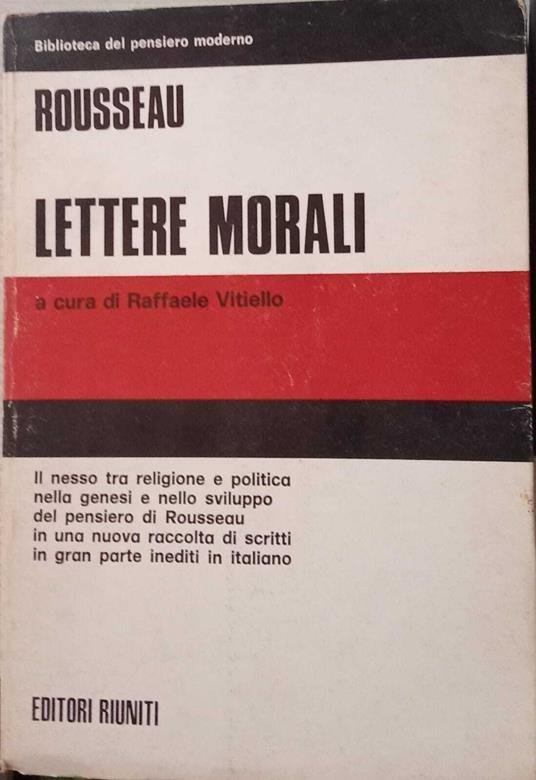 Biblioteca del pensiero moderno
ROUSSEAU
LETTERE MORALI
a cura di Raffaele Vitiello
Il nesso tra religione e politica
nella genesi e nello sviluppo
del pensiero di Rousseau
in una nuova raccolta di scritti
in gran parte inediti in italiano
EDITORI RIUNITI